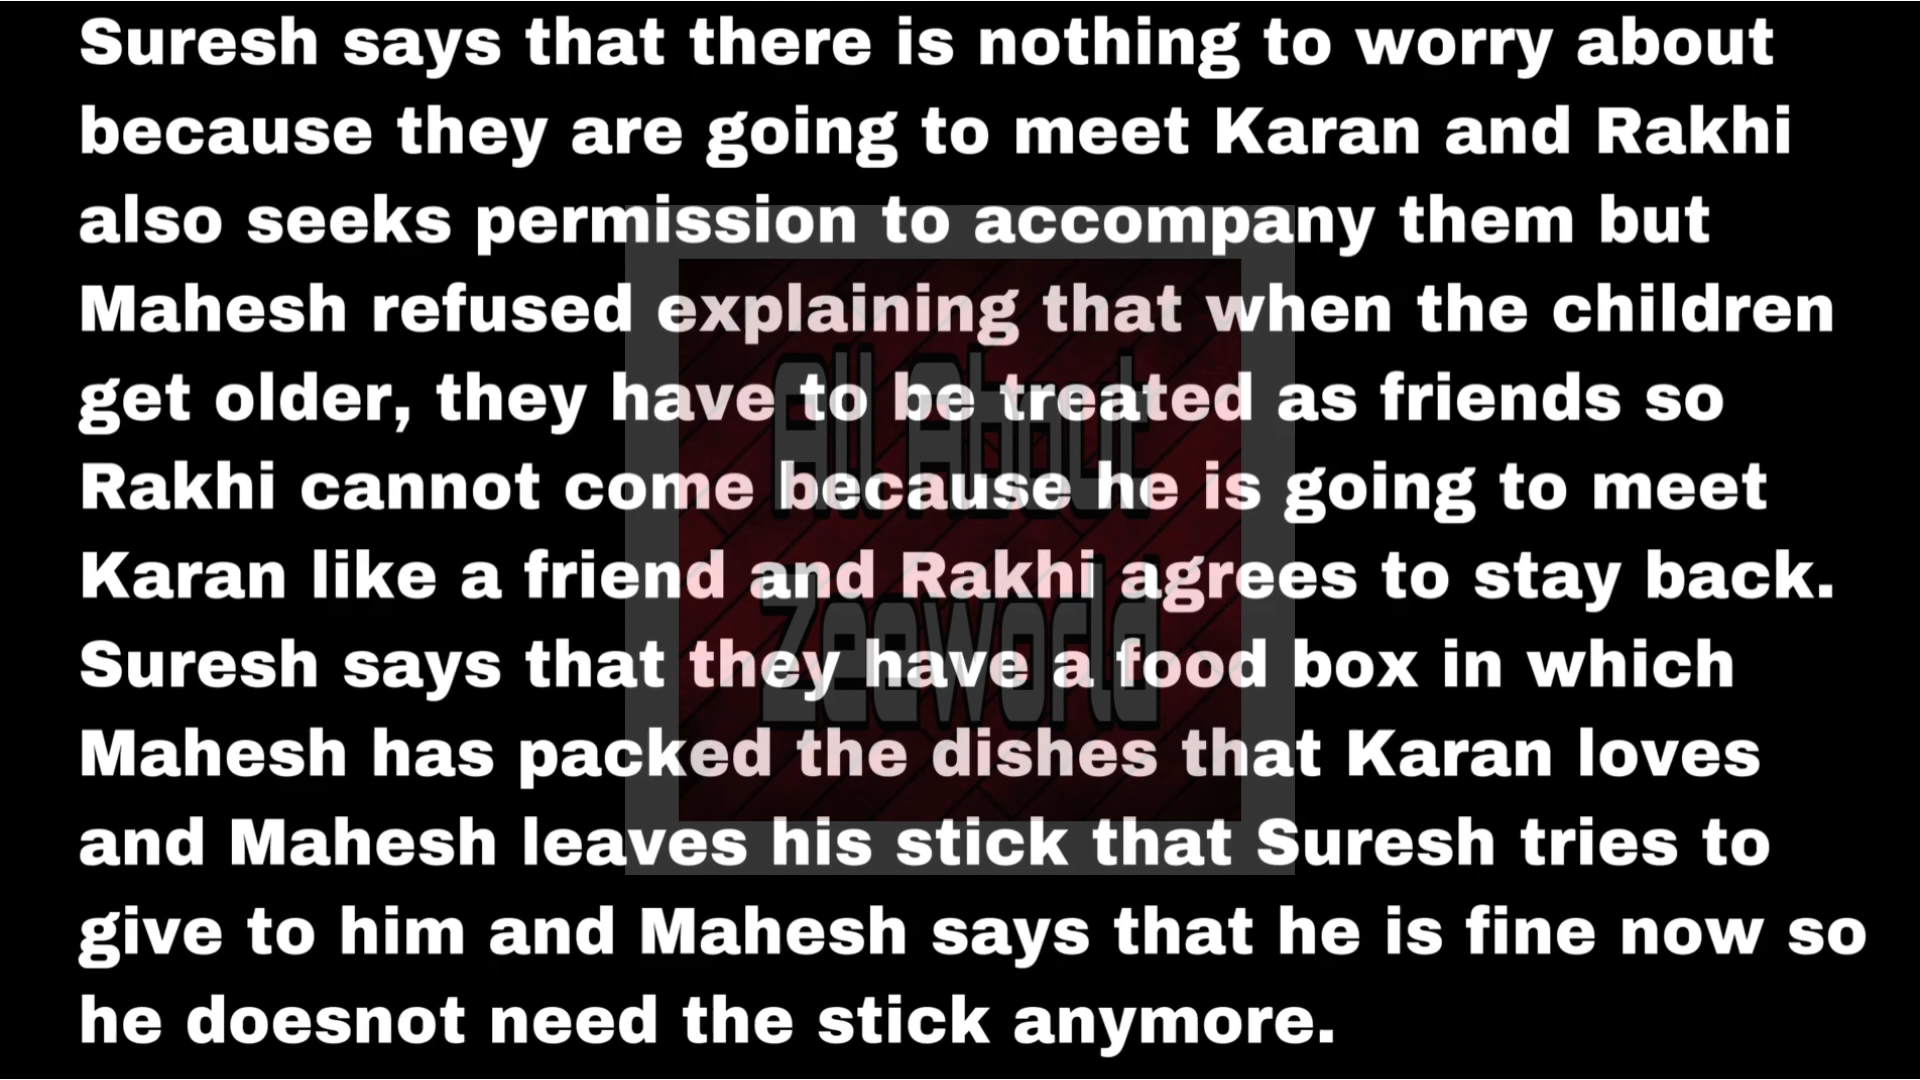 Suresh says that there is nothing to worry about
because they are going to meet Karan and Rakhi
also seeks permission to accompany them but
Mahesh refused explaining that when the children
get older, they have to be treated as friends so
Rakhi cannot come because he is going to meet
Karan like a friend and Rakhi agrees to stay back.
Suresh says that they have a food box in which
Mahesh has packed the dishes that Karan loves
and Mahesh leaves his stick that Suresh tries to
give to him and Mahesh says that he is fine now so
he doesnot need the stick anymore.
All About
Zeeworld